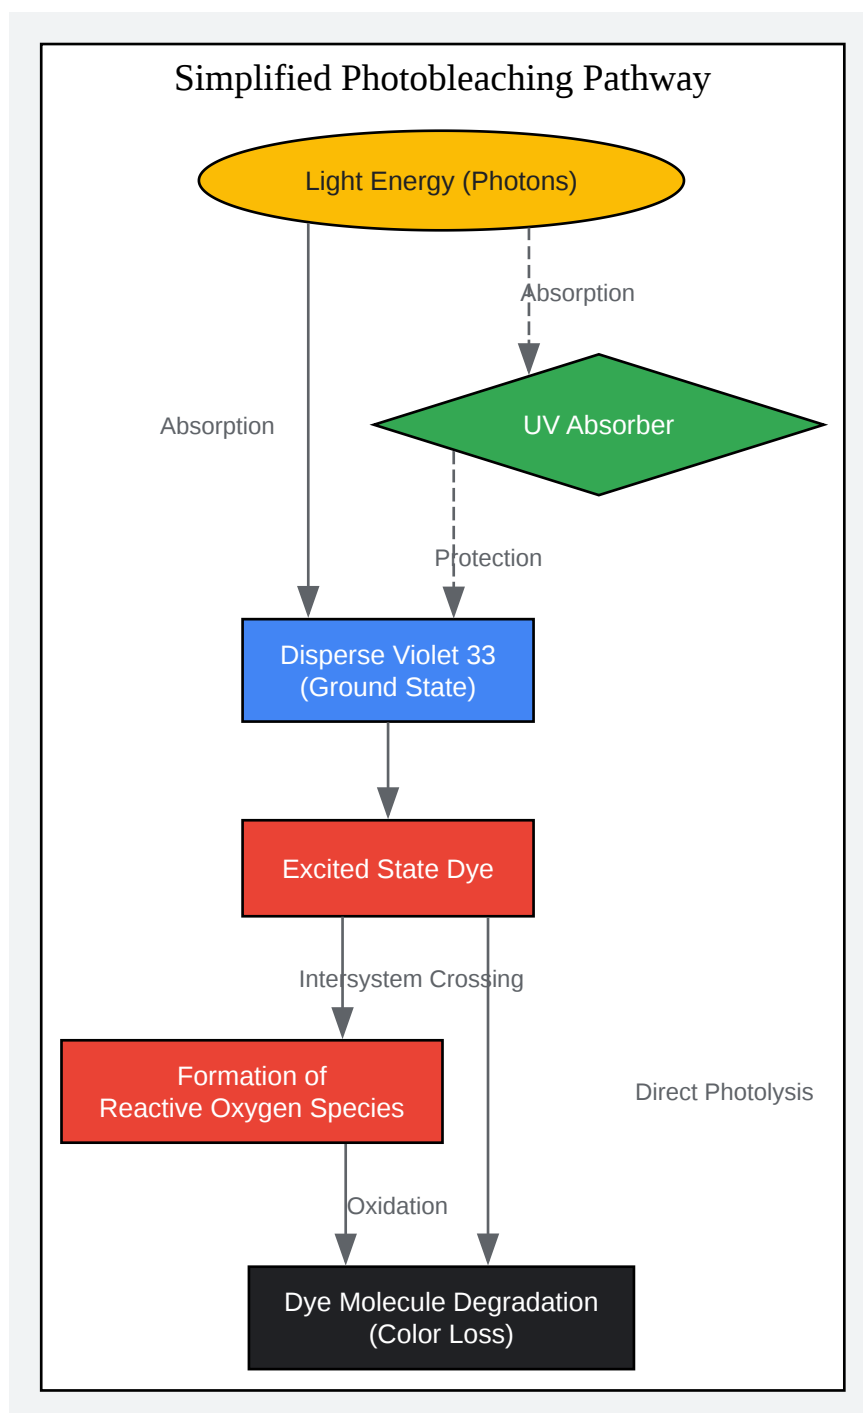 Simplified Photobleaching Pathway
Light Energy (Photons)
Absorption
Absorption
UV Absorber
Protection
Disperse Violet 33
(Ground State)
Excited State Dye
Intersystem Crossing
Formation of
Reactive Oxygen Species
Direct Photolysis
Oxidation
Dye Molecule Degradation
(Color Loss)